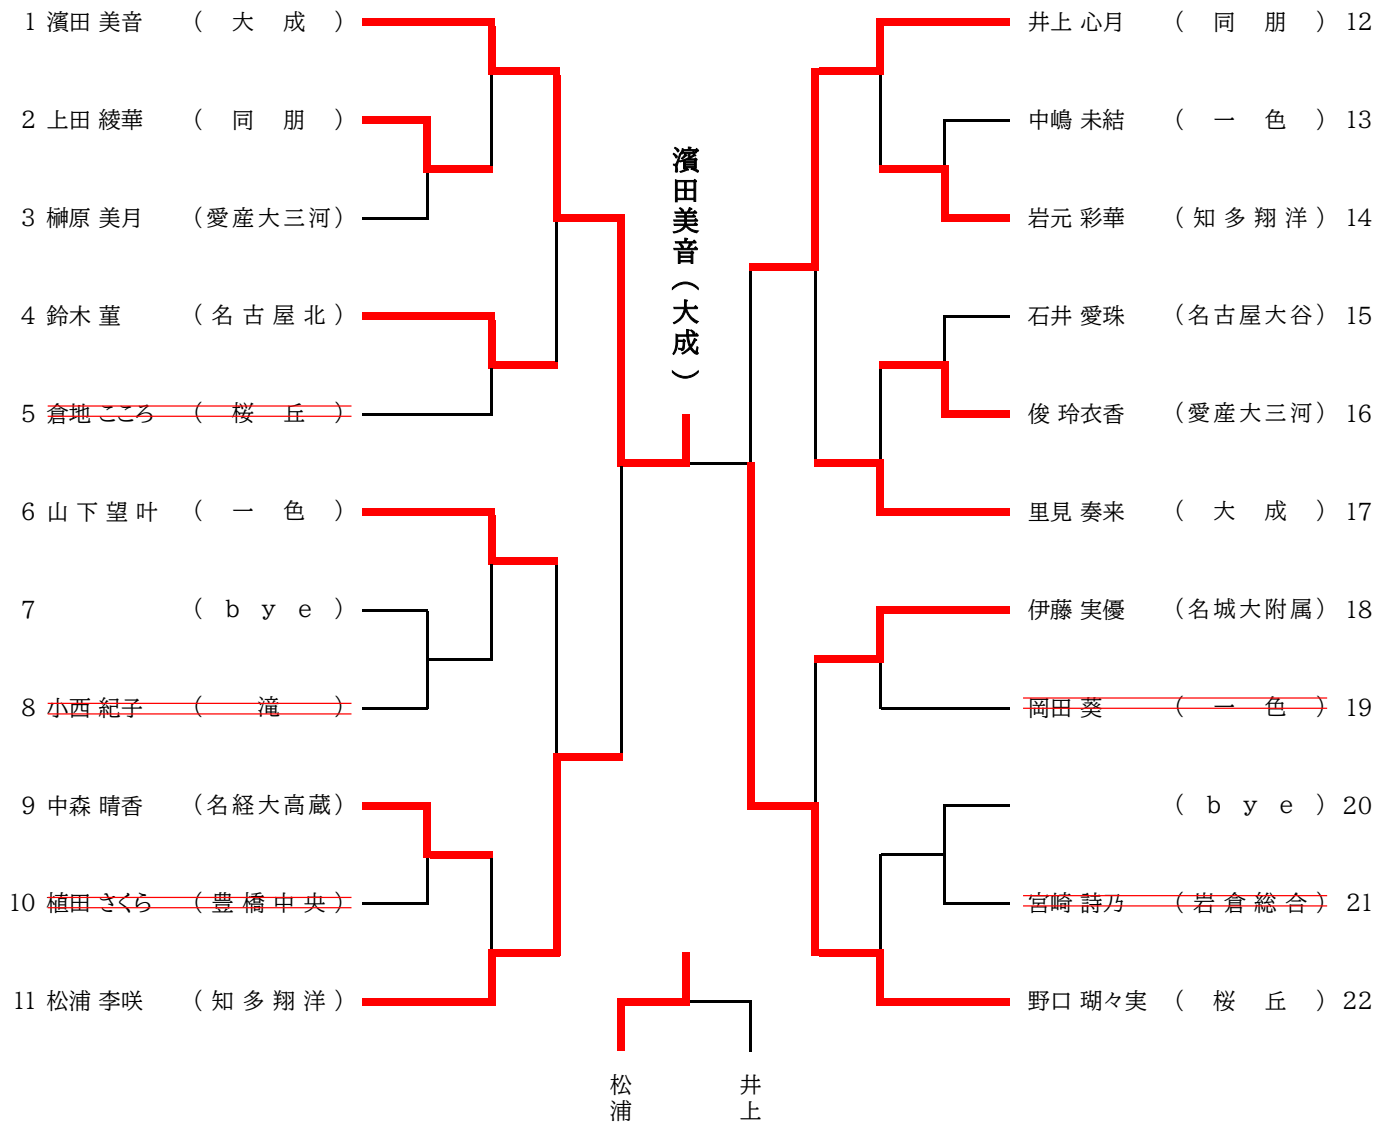 1 濱田 美音 （ 大 成 ）
2 上田 綾華 （ 同 朋 ）
3 榊原 美月 （愛産大三河）
4 鈴木 菫 （名古屋北）
5 倉地 こころ （ 桜 丘 ）
6 山下望叶 （ 一 色 ）
7 （ b y e ）
8 小西 紀子 （ 滝 ）
9 中森 晴香 （名経大高蔵）
10 植田 さくら （豊橋中央）
11 松浦 李咲 （知多翔洋）
濱田美音（大成）
松浦
井上
井上 心月 （ 同 朋 ） 12
中嶋 未結 （ 一 色 ） 13
岩元 彩華 （知多翔洋） 14
石井 愛珠 （名古屋大谷） 15
俊 玲衣香 （愛産大三河） 16
里見 奏来 （ 大 成 ） 17
伊藤 実優 （名城大附属） 18
岡田 葵 （ 一 色 ） 19
（ b y e ） 20
宮崎 詩乃 （岩倉総合） 21
野口 瑚々実 （ 桜 丘 ） 22